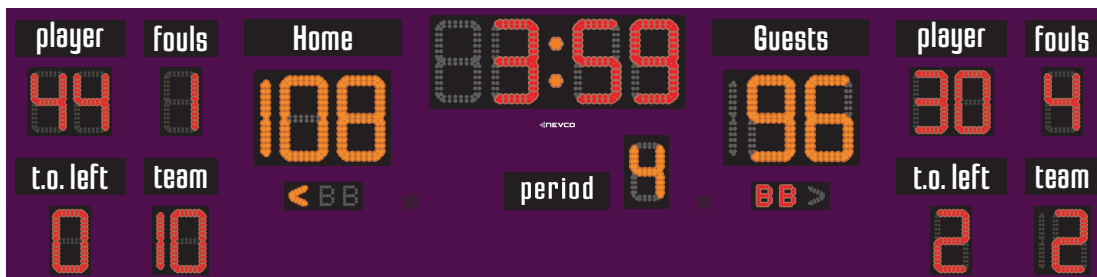 player fouls Home 3:59 Guests player fouls
44 1 108 96 30 4
NEVCO
t.o. left team < BB period 4 BB > t.o. left team
0 10 2 2